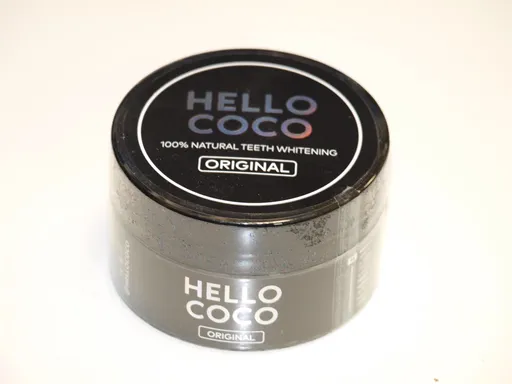 HELLO
COCO
100% NATURAL TEETH WHITENING
ORIGINAL
HELLO
COCO
ORIGINAL